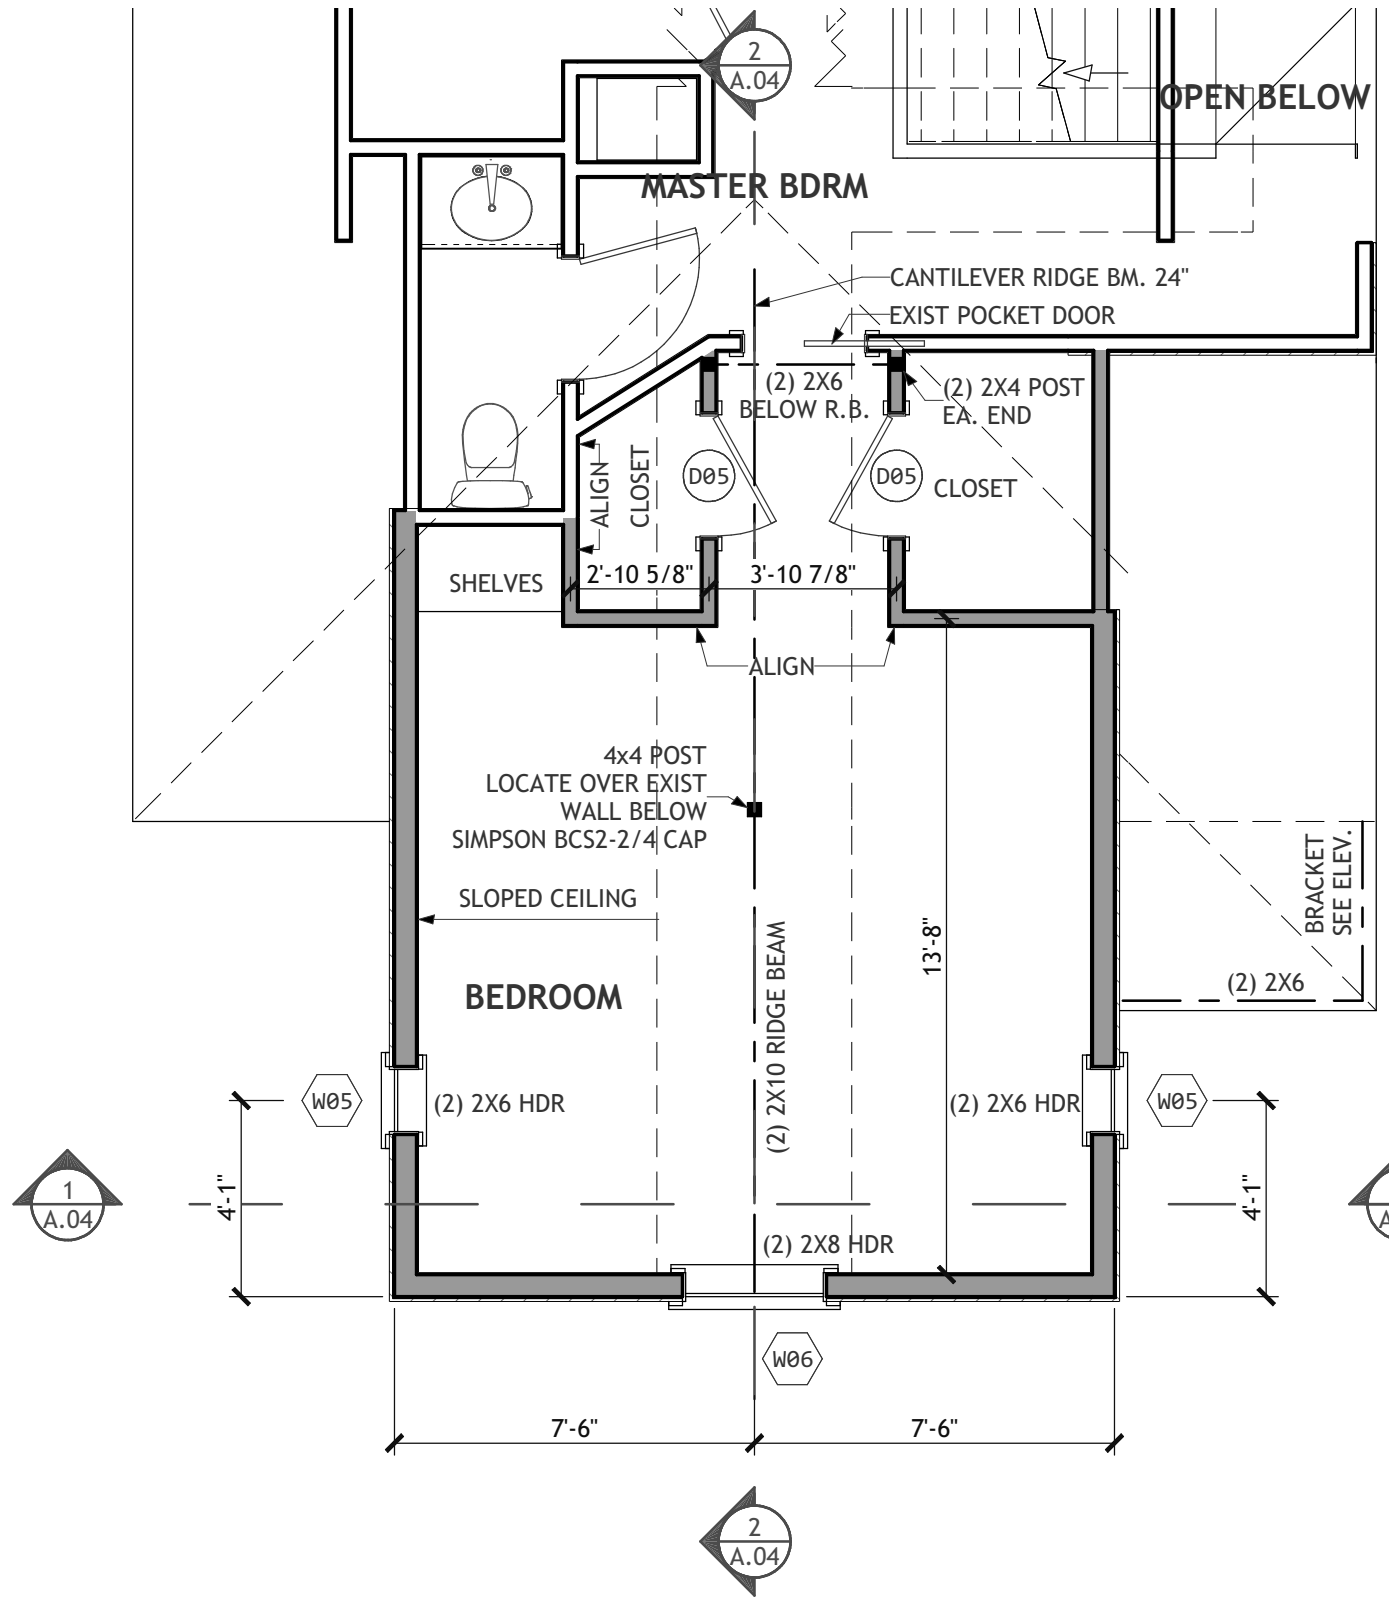 2
A.04
OPEN BELOW
MASTER BDRM
CANTILEVER RIDGE BM. 24"
EXIST POCKET DOOR
(2) 2X6
BELOW R.B.
(2) 2X4 POST
EA. END
ALIGN
CLOSET
D05
D05
CLOSET
SHELVES
2'-10 5/8"
3'-10 7/8"
ALIGN
4x4 POST
LOCATE OVER EXIST
WALL BELOW
SIMPSON BCS2-2/4 CAP
SLOPED CEILING
BRACKET
SEE ELEV.
13'-8"
(2) 2X6
BEDROOM
(2) 2X10 RIDGE BEAM
W05
(2) 2X6 HDR
(2) 2X6 HDR
W05
1
A.04
4'-1"
4'-1"
A
(2) 2X8 HDR
W06
7'-6"
7'-6"
2
A.04